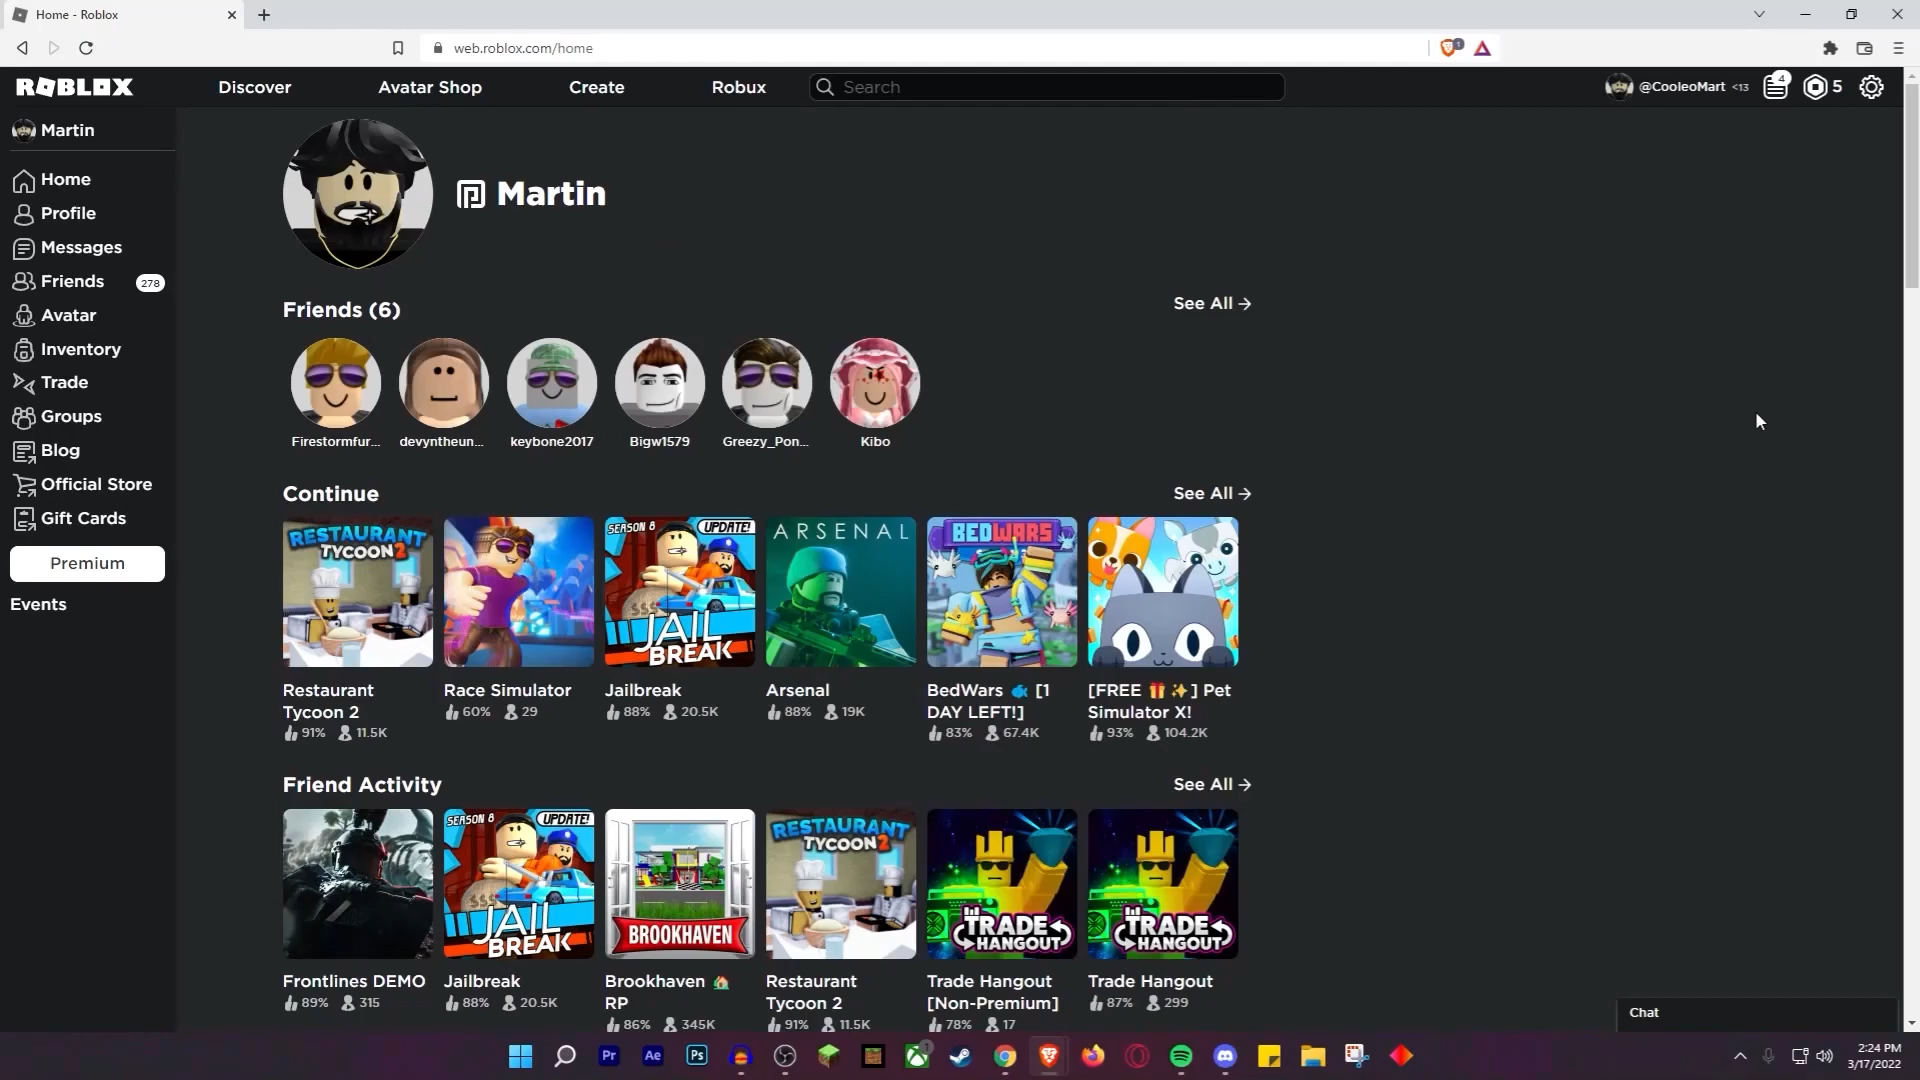 Home - Roblox
web.roblox.com/home
1
ROBLOX
Discover
Avatar Shop
Create
Robux
Search
@CooleoMart <13
4
5
Martin
Home
Profile
Messages
Friends 278
Avatar
Inventory
Trade
Groups
Blog
Official Store
Gift Cards
Premium
Events
Martin
Friends (6)
See All →
Firestormfur... devyntheun... keybone2017 Bigw1579 Greezy_Pon... Kibo
Continue
See All →
RESTAURANT
TYCOON 2
SEASON 8 UPDATE!
$$$
JAIL
BREAK
ARSENAL
BEDWARS
Restaurant
Tycoon 2
91% 11.5K
Race Simulator
60% 29
Jailbreak
88% 20.5K
Arsenal
88% 19K
BedWars 🐟 [1
DAY LEFT!]
83% 67.4K
[FREE 🎁✨] Pet
Simulator X!
93% 104.2K
Friend Activity
See All →
SEASON 8 UPDATE!
$$$
JAIL
BREAK
BROOKHAVEN
RESTAURANT
TYCOON 2
TRADE
HANGOUT
TRADE
HANGOUT
Frontlines DEMO
89% 315
Jailbreak
88% 20.5K
Brookhaven 🏡
RP
86% 345K
Restaurant
Tycoon 2
91% 11.5K
Trade Hangout
[Non-Premium]
78% 17
Trade Hangout
87% 299
Chat
Pr
Ae
Ps
1
2:24 PM
3/17/2022